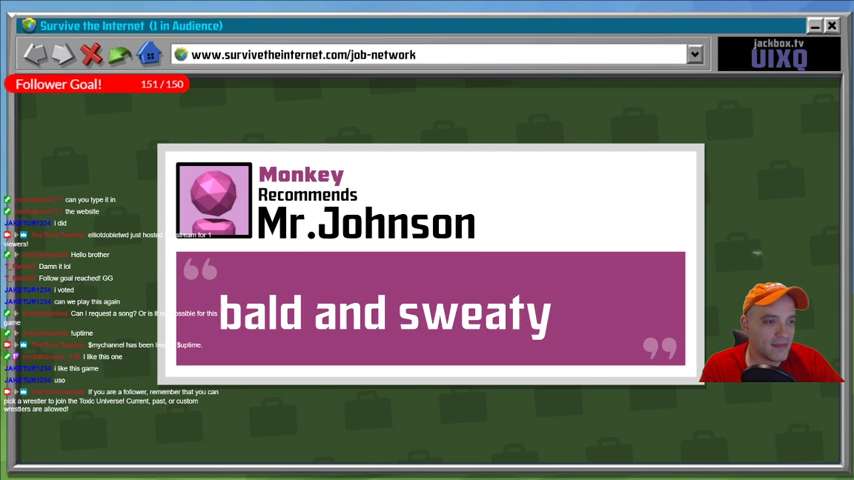 Survive the Internet (1 in Audience)
www.survivetheinternet.com/job-network
jackbox.tv
UIXQ
Follower Goal! 151 / 150
Monkey
Recommends
Mr.Johnson
bald and sweaty
can you type it in
the website
JAKETUR1234 I did
elliotdobietwd just hosted
stream for 1
viewers!
Hello brother
Damn it lol
Follow goal reached! GG
I voted
can we play this again
Can I request a song? Or is it
possible for this
game
!uptime
$mychannel has been
$uptime.
I like this one
JAKETUR1234 I like this game
JAKETUR1234 uso
If you are a follower, remember that you can
pick a wrestler to join the Toxic Universe! Current, past, or custom
wrestlers are allowed!